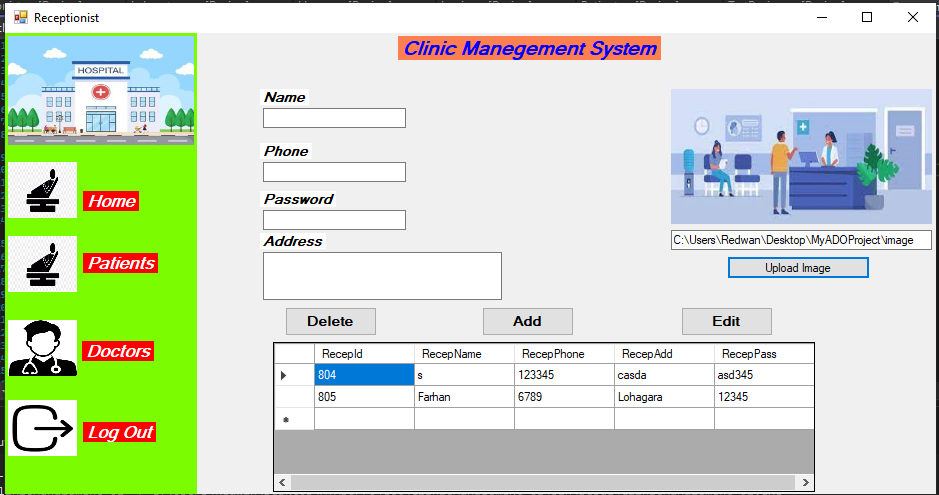 Receptionist
Clinic Manegement System
HOSPITAL
Home
Patients
Doctors
Log Out
Name
Phone
Password
Address
C:\Users\Redwan\Desktop\MyADOProject\image
Upload Image
Delete Add Edit
RecepId RecepName RecepPhone RecepAdd RecepPass
804 s 123345 casda asd345
805 Farhan 6789 Lohagara 12345